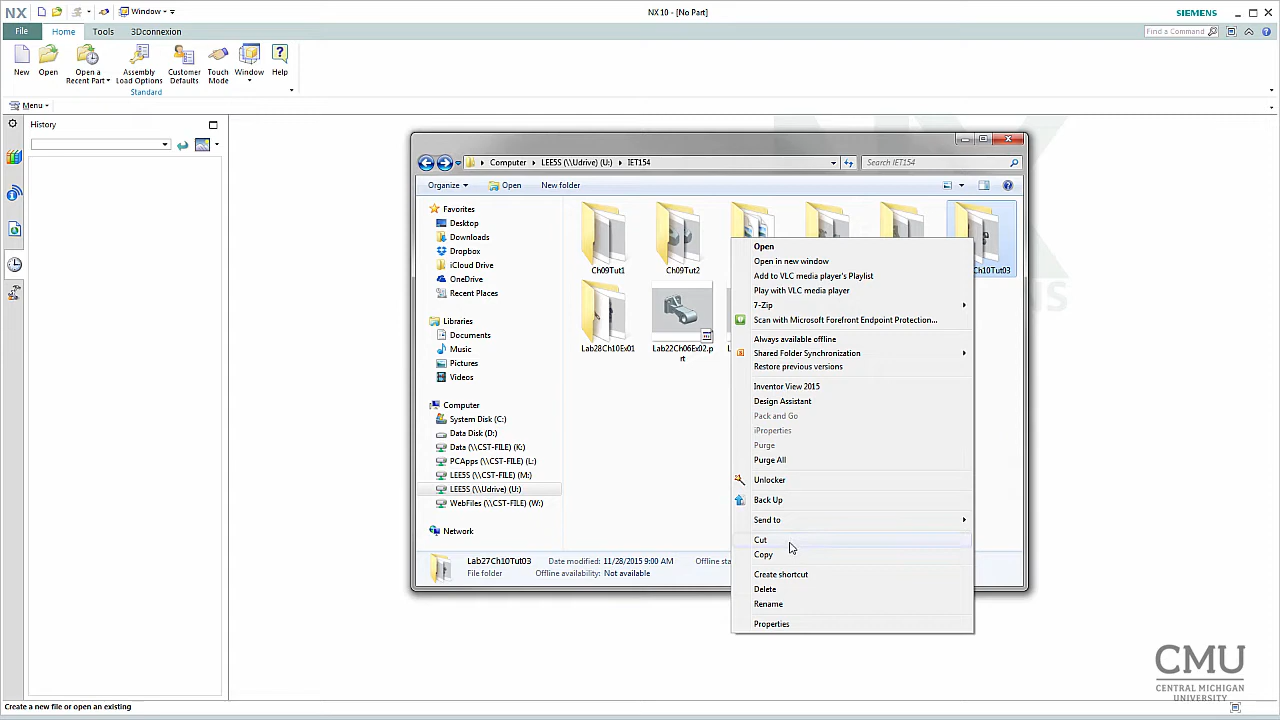 NX
Window
NX 10 - [No Part]
SIEMENS
File
Home
Tools
3Dconnexion
Find a Command
New
Open
Open a
Recent Part
Assembly
Load Options
Customer
Defaults
Touch
Mode
Window
Help
Standard
Menu
History
Computer
LEE5S (\\Udrive) (U:)
IET154
Search IET154
Organize
Open
New folder
Favorites
Desktop
Downloads
Dropbox
iCloud Drive
OneDrive
Recent Places
Libraries
Documents
Music
Pictures
Videos
Computer
System Disk (C:)
Data Disk (D:)
Data (\\CST-FILE) (K:)
PCApps (\\CST-FILE) (L:)
LEE5S (\\CST-FILE) (M:)
LEE5S (\\Udrive) (U:)
WebFiles (\\CST-FILE) (W:)
Network
Ch09Tut1
Ch09Tut2
Ch10Tut03
Lab28Ch10Ex01
Lab22Ch06Ex02.p
rt
Open
Open in new window
Add to VLC media player's Playlist
Play with VLC media player
7-Zip
Scan with Microsoft Forefront Endpoint Protection...
Always available offline
Shared Folder Synchronization
Restore previous versions
Inventor View 2015
Design Assistant
Pack and Go
iProperties
Purge
Purge All
Unlocker
Back Up
Send to
Cut
Copy
Create shortcut
Delete
Rename
Properties
Lab27Ch10Tut03
Date modified: 11/28/2015 9:00 AM
Offline sta
File folder
Offline availability: Not available
CMU
CENTRAL MICHIGAN
UNIVERSITY
Create a new file or open an existing